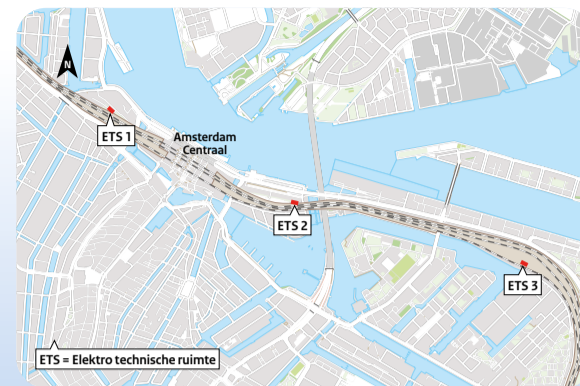 N
ETS 1
Amsterdam
Centraal
ETS 2
ETS 3
ETS = Elektro technische ruimte